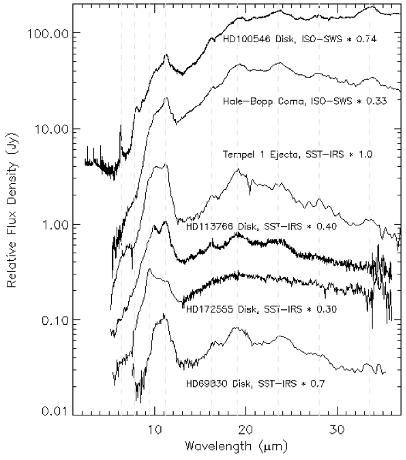 100.00
HD100546 Disk, ISO-SWS * 0.74
Hale-Bopp Coma, ISO-SWS * 0.33
10.00
Tempel 1 Ejecta, SST-IRS * 1.0
1.00
HD113766 Disk, SST-IRS * 0.40
HD172555 Disk, SST-IRS * 0.30
0.10
HD69830 Disk, SST-IRS * 0.7
0.01
10 20 30
Wavelength (μm)
Relative Flux Density (Jy)